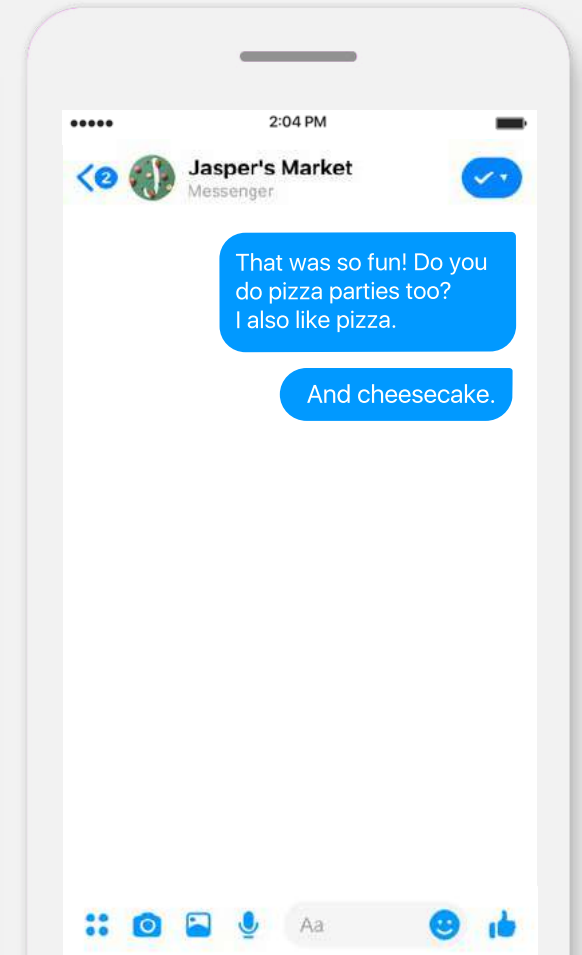 2:04 PM
2
Jasper's Market
Messenger
That was so fun! Do you
do pizza parties too?
I also like pizza.
And cheesecake.
Aa